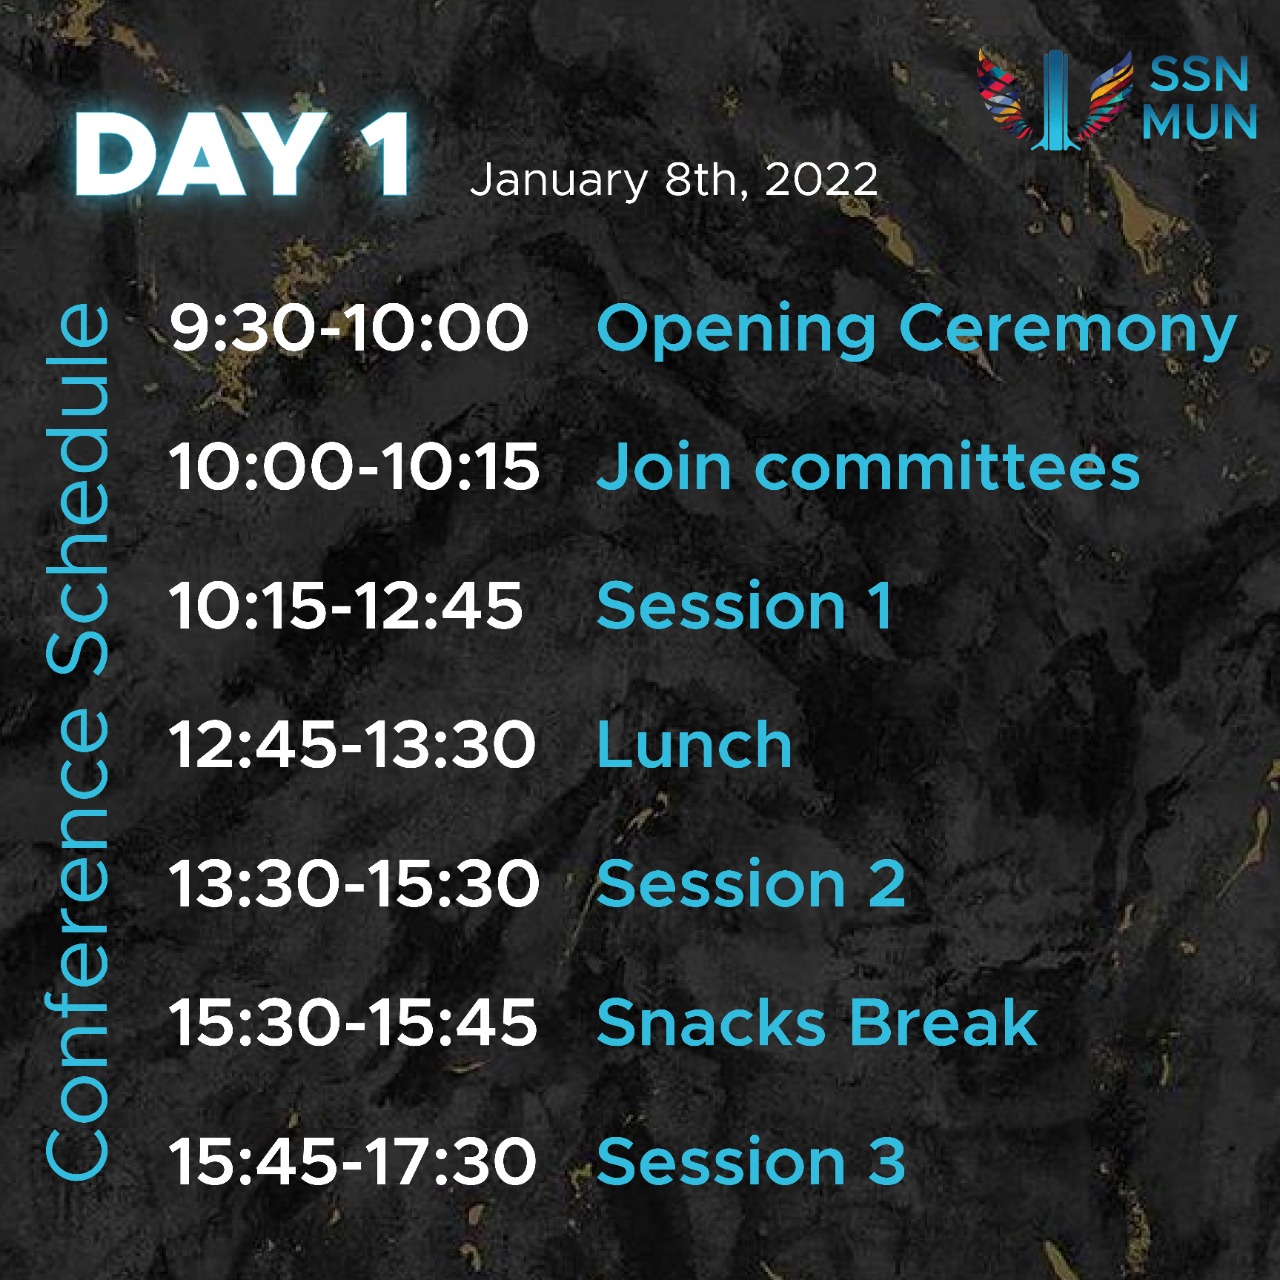 SSN
MUN
DAY 1 January 8th, 2022
Conference Schedule
9:30-10:00 Opening Ceremony
10:00-10:15 Join committees
10:15-12:45 Session 1
12:45-13:30 Lunch
13:30-15:30 Session 2
15:30-15:45 Snacks Break
15:45-17:30 Session 3